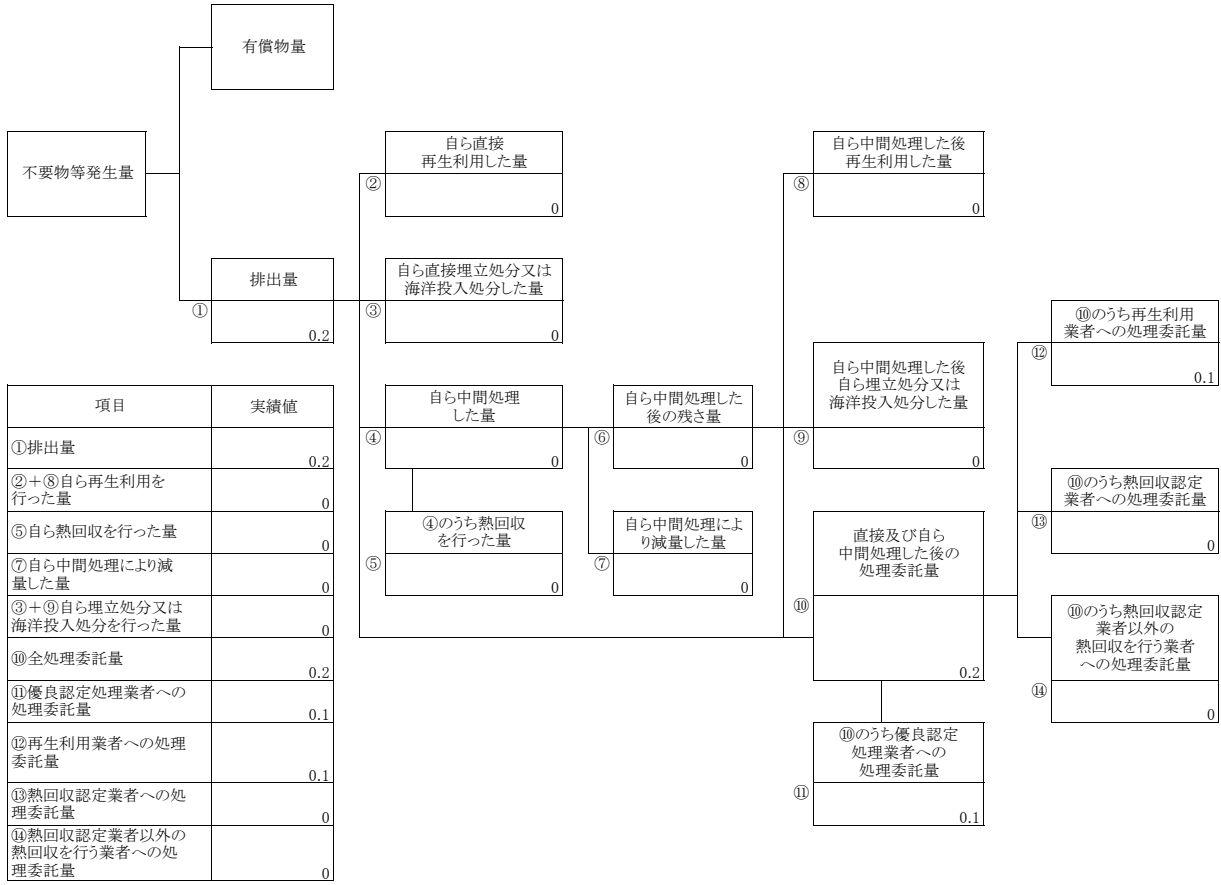 有償物量
不要物等発生量
自ら直接
再生利用した量
②
0
自ら中間処理した後
再生利用した量
⑧
0
排出量
①
0.2
自ら直接埋立処分又は
海洋投入処分した量
③
0
⑩のうち再生利用
業者への処理委託量
⑫
0.1
自ら中間処理
した量
④
0
自ら中間処理した
後の残さ量
⑥
0
自ら中間処理した後
自ら埋立処分又は
海洋投入処分した量
⑨
0
⑩のうち熱回収認定
業者への処理委託量
⑬
0
④のうち熱回収
を行った量
⑤
0
自ら中間処理によ
り減量した量
⑦
0
直接及び自ら
中間処理した後の
処理委託量
⑩
0.2
⑩のうち熱回収認定
業者以外の
熱回収を行う業者
への処理委託量
⑭
0
⑩のうち優良認定
処理業者への
処理委託量
⑪
0.1
項目 実績値
①排出量
0.2
②＋⑧自ら再生利用を
行った量
0
⑤自ら熱回収を行った量
0
⑦自ら中間処理により減
量した量
0
③＋⑨自ら埋立処分又は
海洋投入処分を行った量
0
⑩全処理委託量
0.2
⑪優良認定処理業者への
処理委託量
0.1
⑫再生利用業者への処理
委託量
0.1
⑬熱回収認定業者への処
理委託量
0
⑭熱回収認定業者以外の
熱回収を行う業者への処
理委託量
0